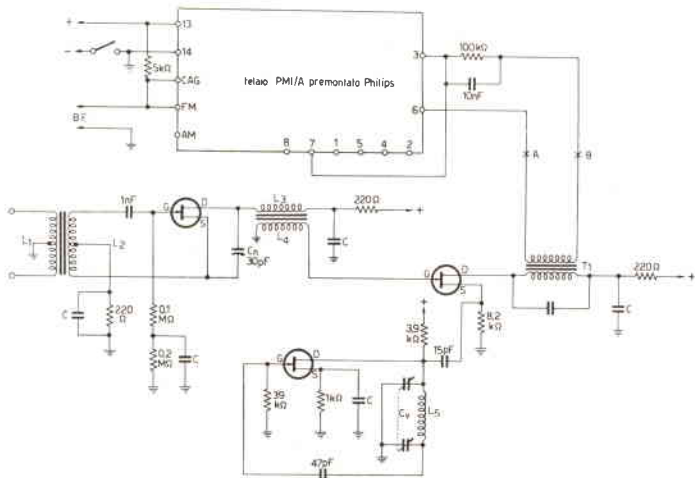 +
13
-
14
5kΩ
CAG
telaio PMI/A premontato Philips
3
100kΩ
10nF
FM
6
B.F.
AM
8 7 1 5 4 2
A B
1nF
G D
S
L3
220Ω
+
L1 L2
L4
Cn
30pF
C
G D
S
T1
220Ω
+
C
220
Ω
0,1
MΩ
0,2
MΩ
C
+
3,9
kΩ
8,2
kΩ
C
15pF
G D
S
39
kΩ
1kΩ
C
Cv
L5
47pF